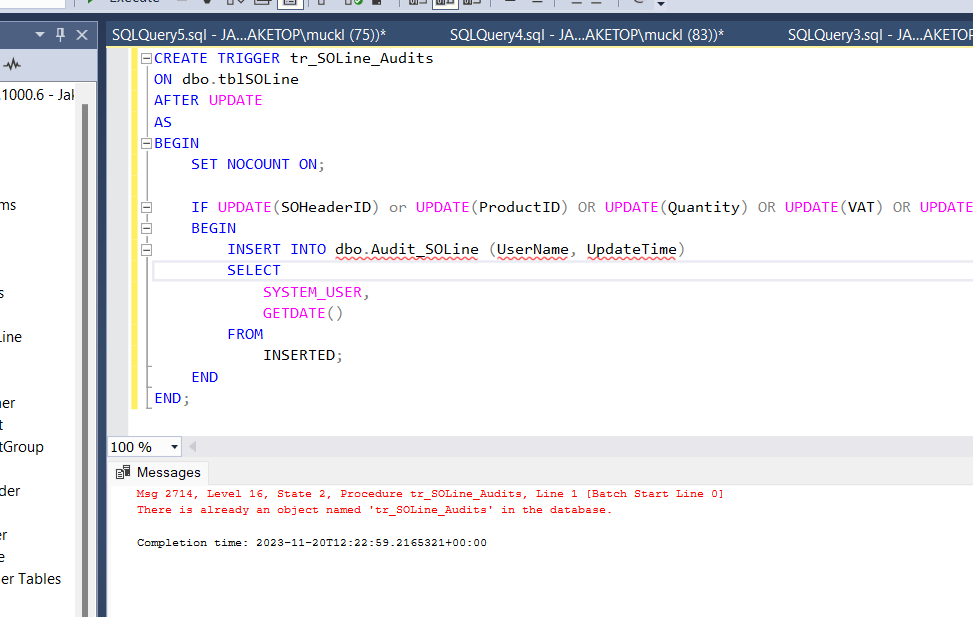 SQLQuery5.sql - JA...AKETOP\muckl (75))*
SQLQuery4.sql - JA...AKETOP\muckl (83))*
SQLQuery3.sql - JA...AKETOP
.1000.6 - Jak
ms
s
Line
ner
t
tGroup
der
er
e
er Tables
CREATE TRIGGER tr_SOLine_Audits
ON dbo.tblSOLine
AFTER UPDATE
AS
BEGIN
SET NOCOUNT ON;
IF UPDATE(SOHeaderID) or UPDATE(ProductID) OR UPDATE(Quantity) OR UPDATE(VAT) OR UPDATE
BEGIN
INSERT INTO dbo.Audit_SOLine (UserName, UpdateTime)
SELECT
SYSTEM_USER,
GETDATE()
FROM
INSERTED;
END
END;
100 %
Messages
Msg 2714, Level 16, State 2, Procedure tr_SOLine_Audits, Line 1 [Batch Start Line 0]
There is already an object named 'tr_SOLine_Audits' in the database.
Completion time: 2023-11-20T12:22:59.2165321+00:00